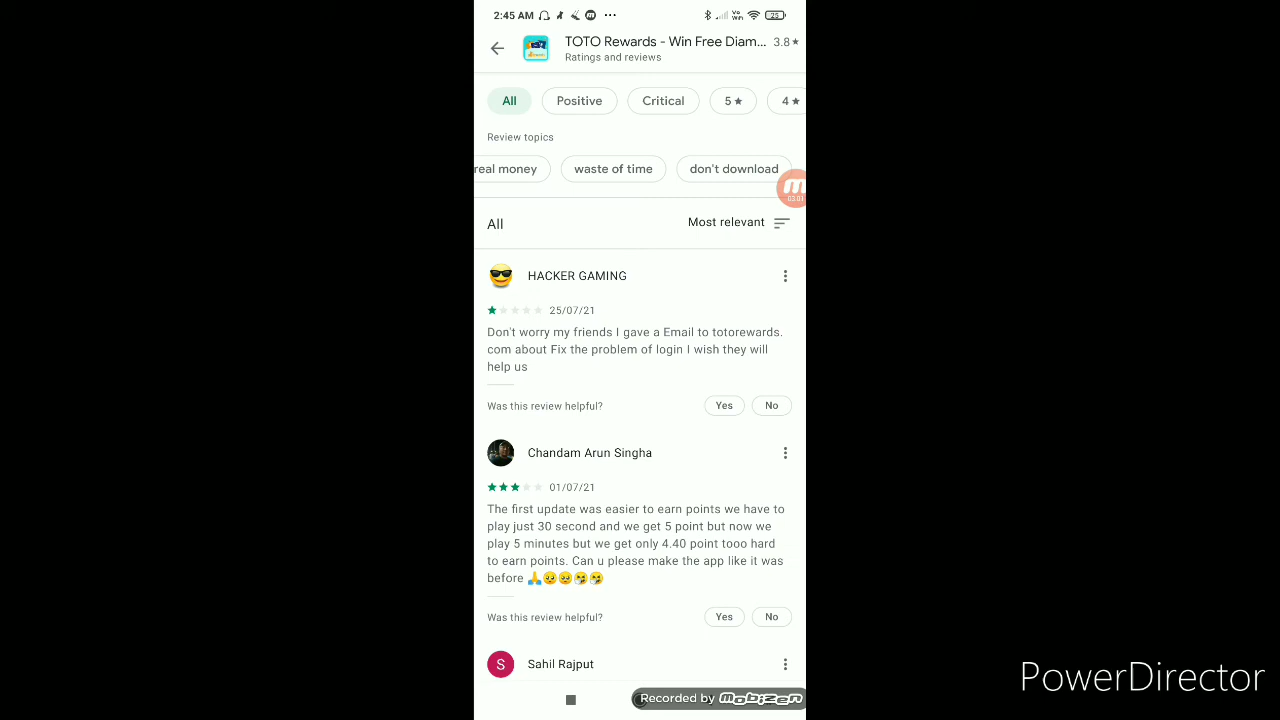 2:45 AM
Vo
Wifi
25
TOTO Rewards - Win Free Diam... 3.8★
Ratings and reviews
All Positive Critical 5★ 4★
Review topics
real money waste of time don't download
03:01
All Most relevant
HACKER GAMING
25/07/21
Don't worry my friends I gave a Email to totorewards.
com about Fix the problem of login I wish they will
help us
Was this review helpful? Yes No
Chandam Arun Singha
01/07/21
The first update was easier to earn points we have to
play just 30 second and we get 5 point but now we
play 5 minutes but we get only 4.40 point tooo hard
to earn points. Can u please make the app like it was
before 🙏🥺🥺🤧🤧
Was this review helpful? Yes No
S Sahil Rajput
Recorded by mobizen
PowerDirector